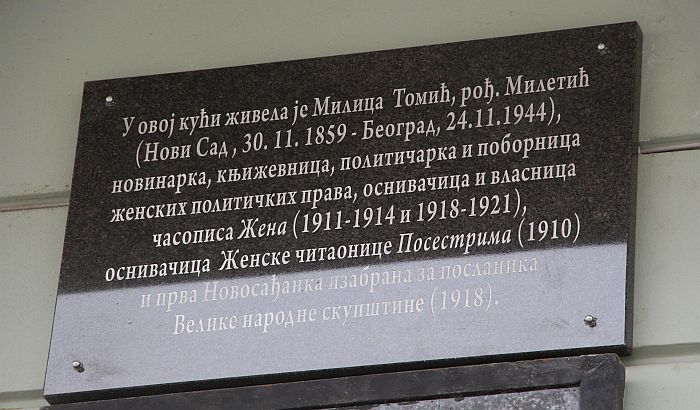 У овој кући живела је Милица Томић, рођ. Милетић
(Нови Сад , 30. 11. 1859 - Београд, 24.11.1944),
новинарка, књижевница, политичарка и поборница
женских политичких права, оснивачица и власница
часописа Жена (1911-1914 и 1918-1921),
оснивачица Женске читаонице Посестрима (1910)
и прва Новосађанка изабрана за посланика
Велике народне скупштине (1918).